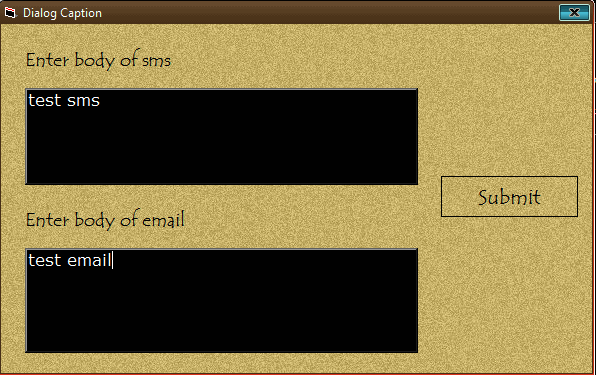 Dialog Caption
Enter body of sms
test sms
Submit
Enter body of email
test email